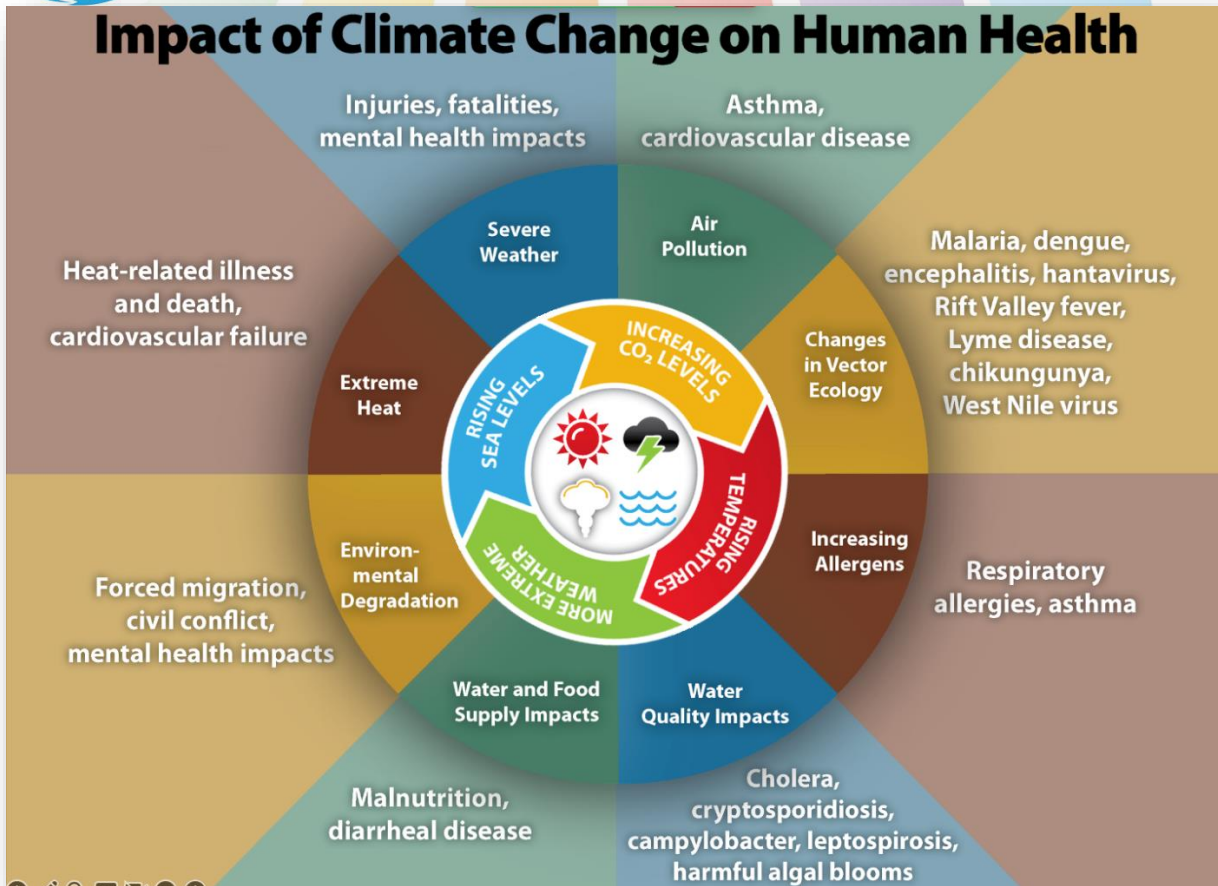 Impact of Climate Change on Human Health
Injuries, fatalities,
mental health impacts
Asthma,
cardiovascular disease
Severe
Weather
Air
Pollution
Heat-related illness
and death,
cardiovascular failure
Malaria, dengue,
encephalitis, hantavirus,
Rift Valley fever,
Lyme disease,
chikungunya,
West Nile virus
Extreme
Heat
Changes
in Vector
Ecology
RISING
SEA LEVELS
INCREASING
CO₂ LEVELS
RISING
TEMPERATURES
MORE EXTREME
WEATHER
Environ-
mental
Degradation
Increasing
Allergens
Forced migration,
civil conflict,
mental health impacts
Respiratory
allergies, asthma
Water and Food
Supply Impacts
Water
Quality Impacts
Malnutrition,
diarrheal disease
Cholera,
cryptosporidiosis,
campylobacter, leptospirosis,
harmful algal blooms